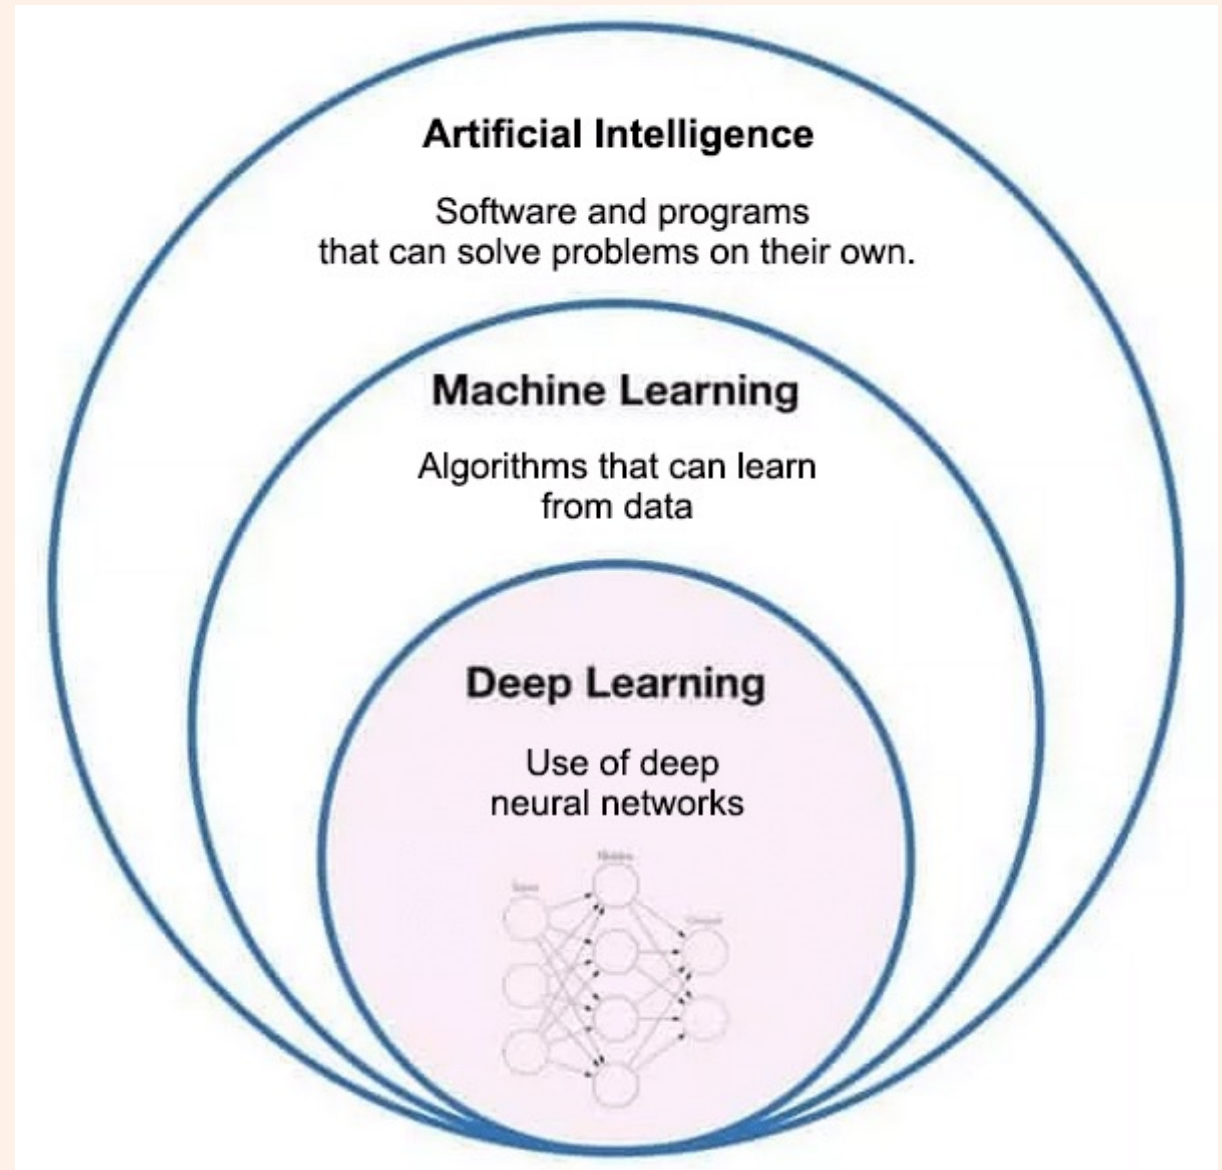 Artificial Intelligence
Software and programs
that can solve problems on their own.
Machine Learning
Algorithms that can learn
from data
Deep Learning
Use of deep
neural networks